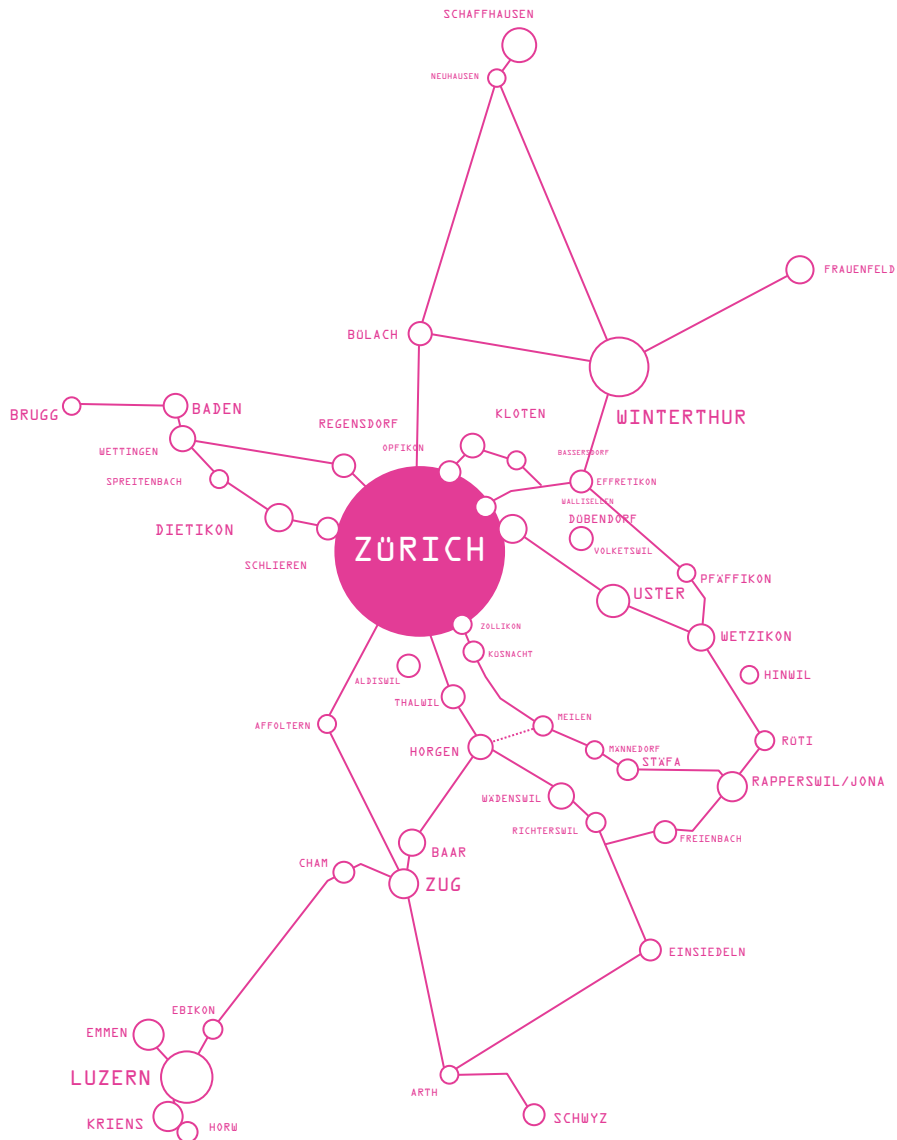 SCHAFFHAUSEN
NEUHAUSEN
FRAUENFELD
BÜLACH
BADEN
BRUGG
KLOTEN
WINTERTHUR
REGENSDORF
OPFIKON
WETTINGEN
BASSERSDORF
SPREITENBACH
EFFRETIKON
WALLISELLEN
DIETIKON
DÜBENDORF
ZÜRICH
VOLKETSWIL
SCHLIEREN
PFÄFFIKON
USTER
ZOLLIKON
WETZIKON
KÜSNACHT
HINWIL
ALDISWIL
THALWIL
MEILEN
AFFOLTERN
RÜTI
HORGEN
MÄNNEDORF
STÄFA
RAPPERSWIL/JONA
WÄDENSWIL
RICHTERSWIL
FREIENBACH
BAAR
CHAM
ZUG
EINSIEDELN
EBIKON
EMMEN
LUZERN
ARTH
SCHWYZ
KRIENS
HORW